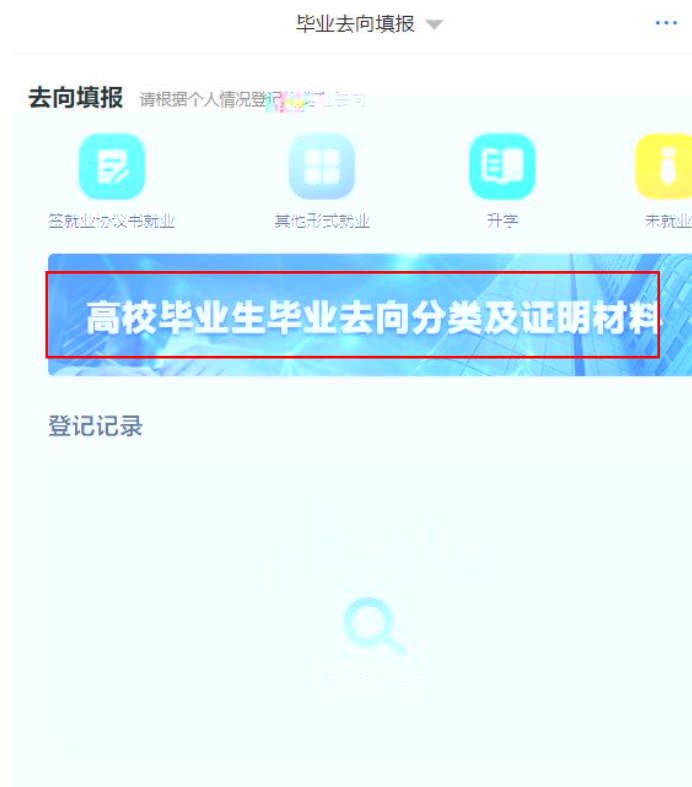 毕业去向填报
去向填报 请根据个人情况登记
签就业协议书就业 其他形式就业 升学 未就业
高校毕业生毕业去向分类及证明材料
登记记录